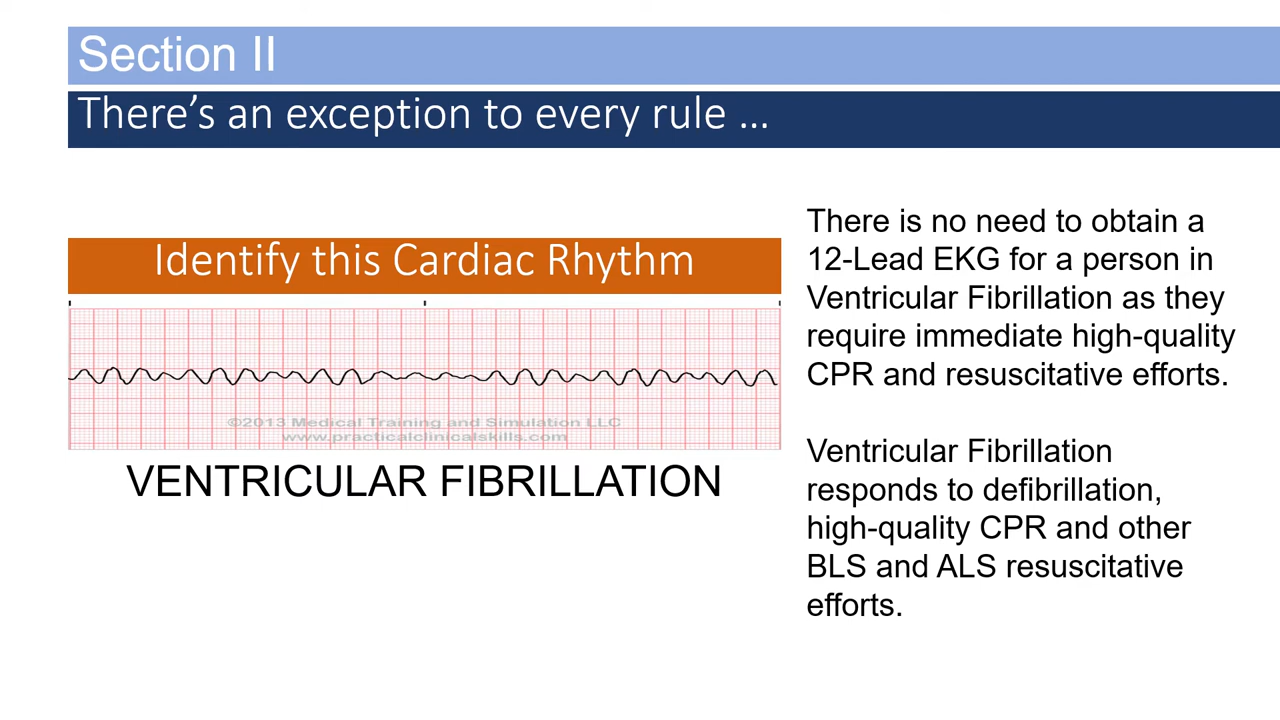 Section II
There's an exception to every rule …
Identify this Cardiac Rhythm
©2013 Medical Training and Simulation LLC
www.practicalclinicalskills.com
VENTRICULAR FIBRILLATION
There is no need to obtain a
12-Lead EKG for a person in
Ventricular Fibrillation as they
require immediate high-quality
CPR and resuscitative efforts.
Ventricular Fibrillation
responds to defibrillation,
high-quality CPR and other
BLS and ALS resuscitative
efforts.